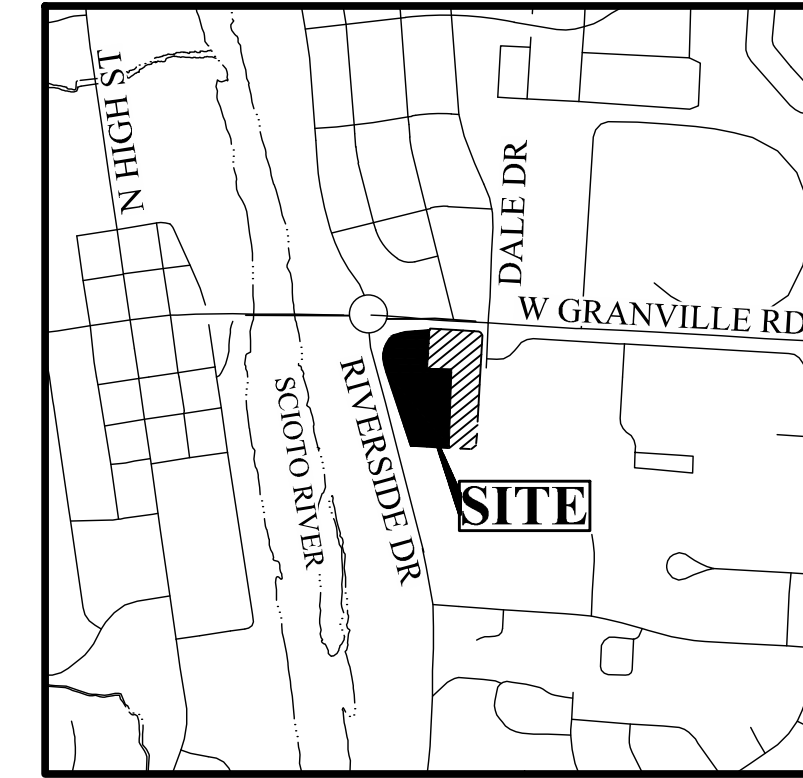 N HIGH ST
DALE DR
W GRANVILLE RD
SCIOTO RIVER
RIVERSIDE DR
SITE